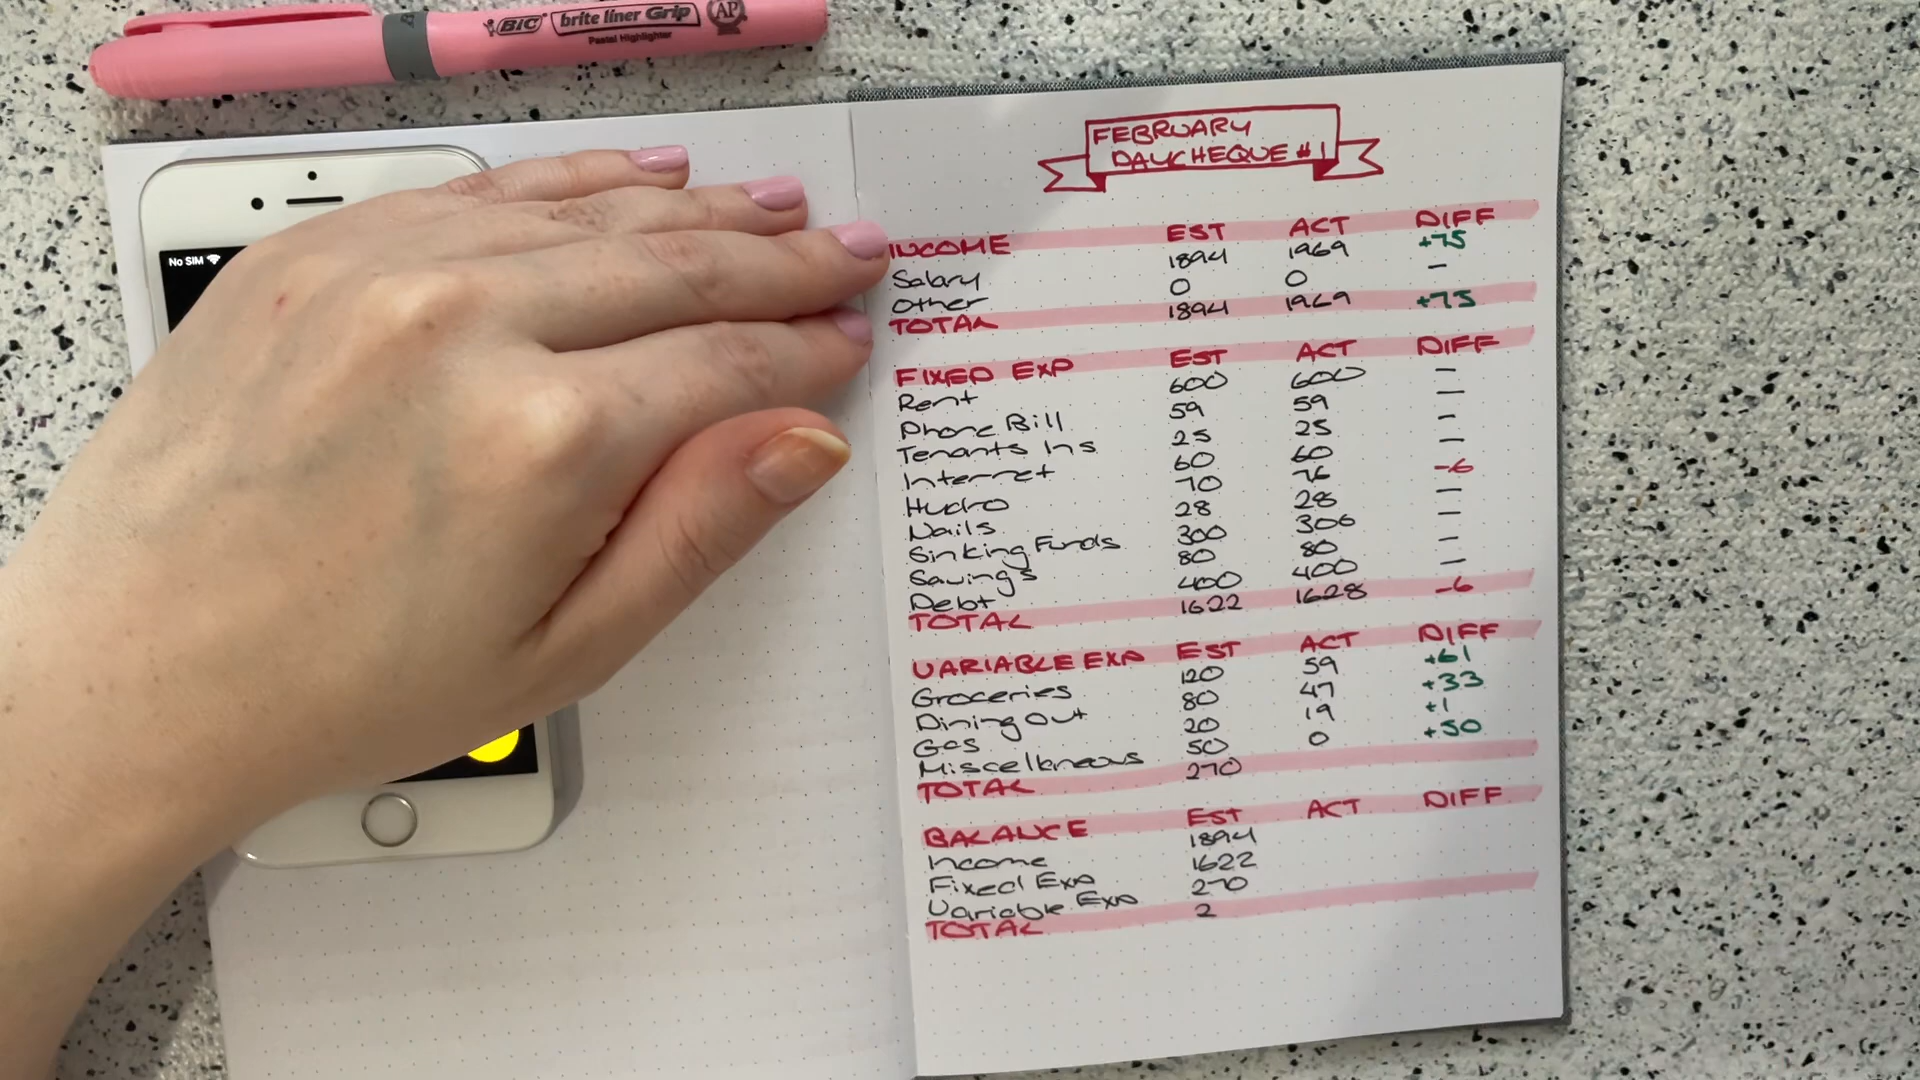 BIC brite liner Grip AP
Pastel Highlighter
No SIM
FEBRUARY
PAYCHEQUE #1
INCOME EST ACT DIFF
Salary 1894 1969 +75
Other 0 0 –
TOTAL 1894 1969 +75
FIXED EXP EST ACT DIFF
Rent 600 600 –
Phone Bill 59 59 –
Tenants Ins 25 25 –
Internet 60 60 –
Hydro 70 76 -6
Nails 28 28 –
Sinking Funds 300 300 –
Savings 80 80 –
Debt 400 400 –
TOTAL 1622 1628 -6
VARIABLE EXP EST ACT DIFF
Groceries 120 59 +61
Dining Out 80 47 +33
Gas 20 19 +1
Miscellaneous 50 0 +50
TOTAL 270
BALANCE EST ACT DIFF
Income 1894
Fixed Exp 1622
Variable Exp 270
TOTAL 2